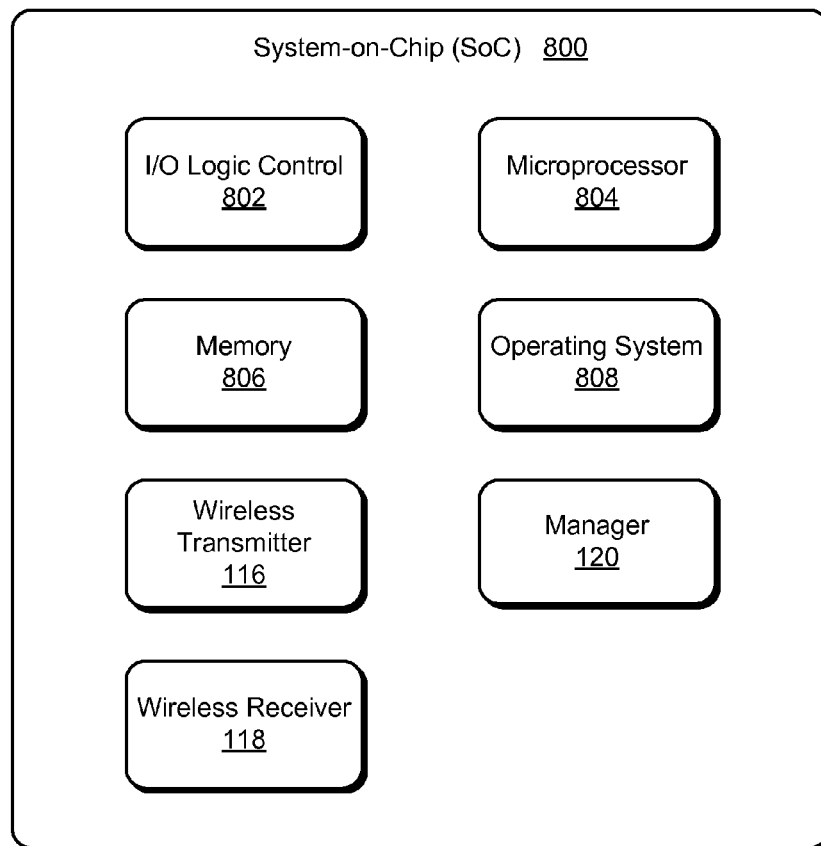 System-on-Chip (SoC) 800
I/O Logic Control
802
Microprocessor
804
Memory
806
Operating System
808
Wireless
Transmitter
116
Manager
120
Wireless Receiver
118